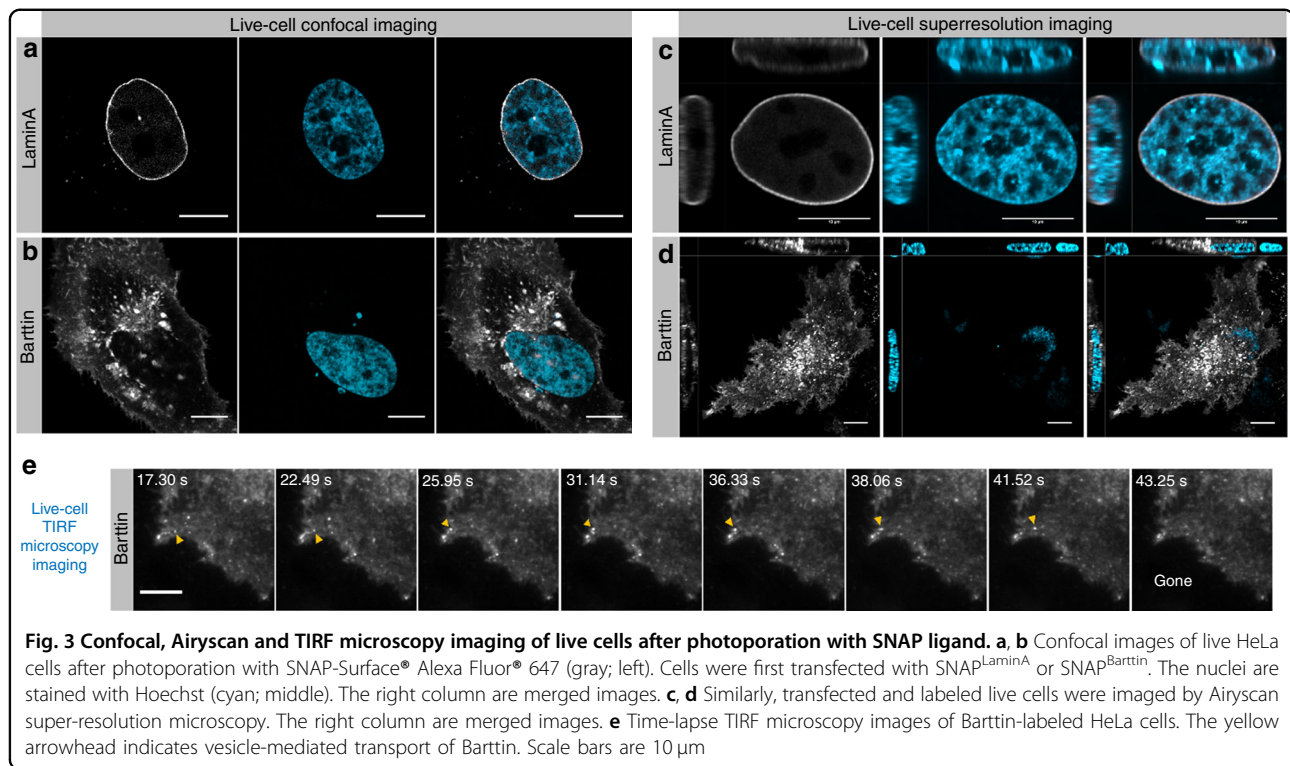 Live-cell confocal imaging
Live-cell superresolution imaging
a
LaminA
c
LaminA
10 µm
10 µm
10 µm
b
Barttin
d
Barttin
e
Live-cell
TIRF
microscopy
imaging
Barttin
17.30 s
22.49 s
25.95 s
31.14 s
36.33 s
38.06 s
41.52 s
43.25 s
Gone
Fig. 3 Confocal, Airyscan and TIRF microscopy imaging of live cells after photoporation with SNAP ligand. a, b Confocal images of live HeLa
cells after photoporation with SNAP-Surface® Alexa Fluor® 647 (gray; left). Cells were first transfected with SNAPLaminA or SNAPBarttin. The nuclei are
stained with Hoechst (cyan; middle). The right column are merged images. c, d Similarly, transfected and labeled live cells were imaged by Airyscan
super-resolution microscopy. The right column are merged images. e Time-lapse TIRF microscopy images of Barttin-labeled HeLa cells. The yellow
arrowhead indicates vesicle-mediated transport of Barttin. Scale bars are 10 µm